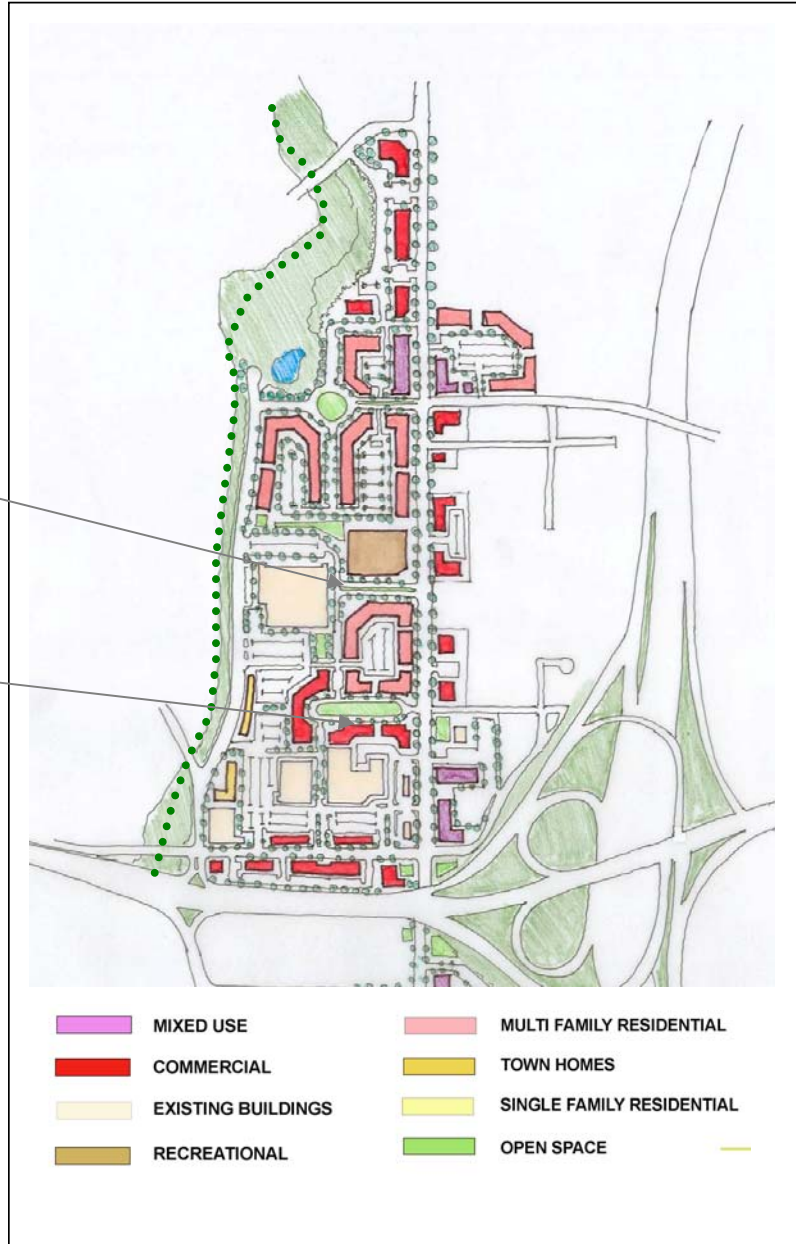 MIXED USE
COMMERCIAL
EXISTING BUILDINGS
RECREATIONAL
MULTI FAMILY RESIDENTIAL
TOWN HOMES
SINGLE FAMILY RESIDENTIAL
OPEN SPACE